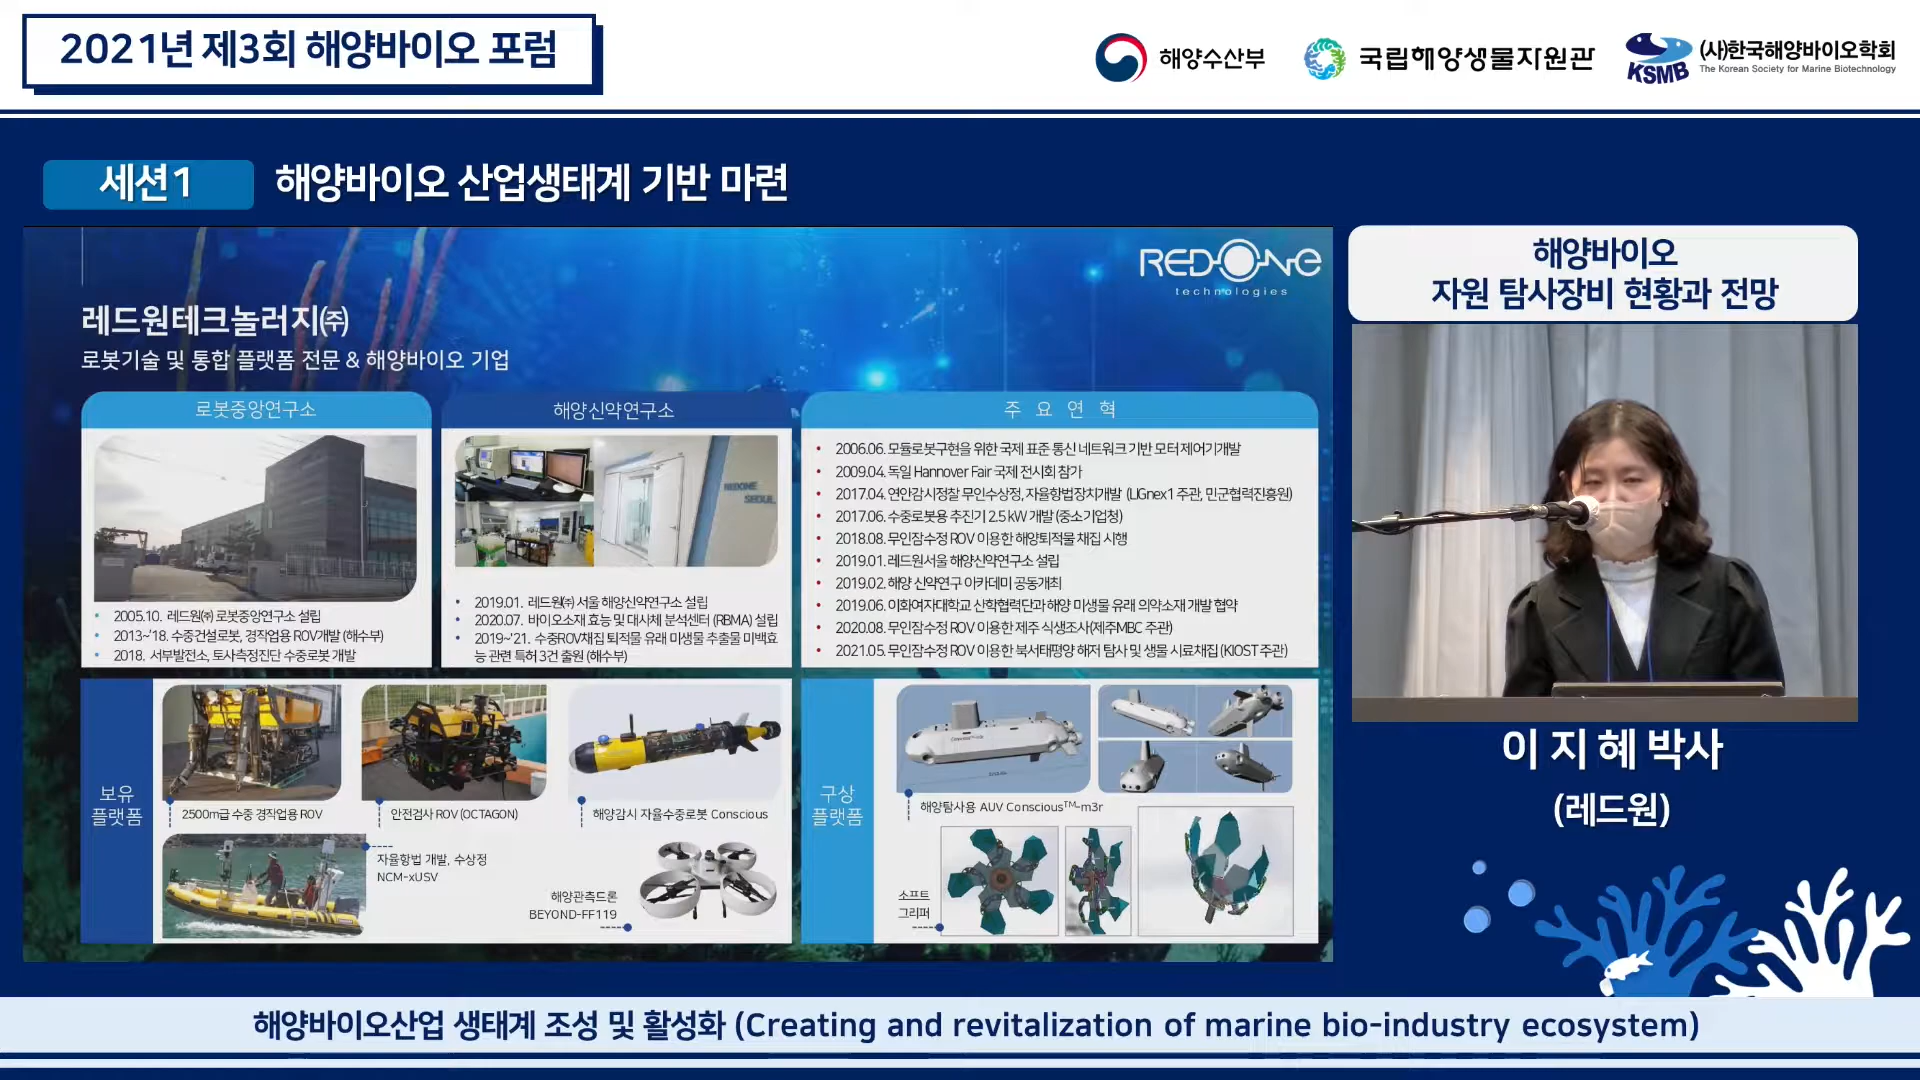 2021년 제3회 해양바이오 포럼
해양수산부
국립해양생물자원관
KSMB
(사)한국해양바이오학회
The Korean Society for Marine Biotechnology
세션1
해양바이오 산업생태계 기반 마련
RED-ONE
technologies
레드원테크놀러지㈜
로봇기술 및 통합 플랫폼 전문 & 해양바이오 기업
로봇중앙연구소
2005.10. 레드원㈜ 로봇중앙연구소 설립
2013~'18. 수중건설로봇, 경작업용 ROV개발 (해수부)
2018. 서부발전소, 토사측정진단 수중로봇 개발
해양신약연구소
REDONE
SEOUL
2019.01. 레드원㈜ 서울 해양신약연구소 설립
2020.07. 바이오소재 효능 및 대사체 분석센터 (RBMA) 설립
2019~'21. 수중ROV채집 퇴적물 유래 미생물 추출물 미백효
능 관련 특허 3건 출원 (해수부)
주 요 연 혁
2006.06. 모듈로봇구현을 위한 국제 표준 통신 네트워크 기반 모터 제어기개발
2009.04. 독일 Hannover Fair 국제 전시회 참가
2017.04. 연안감시정찰 무인수상정, 자율항법장치개발 (LIGnex1 주관, 민군협력진흥원)
2017.06. 수중로봇용 추진기 2.5 kW 개발 (중소기업청)
2018.08. 무인잠수정 ROV 이용한 해양퇴적물 채집 시행
2019.01. 레드원서울 해양신약연구소 설립
2019.02. 해양 신약연구 아카데미 공동개최
2019.06. 이화여자대학교 산학협력단과 해양 미생물 유래 의약소재 개발 협약
2020.08. 무인잠수정 ROV 이용한 제주 식생조사(제주MBC 주관)
2021.05. 무인잠수정 ROV 이용한 북서태평양 해저 탐사 및 생물 시료채집 (KIOST 주관)
보유
플랫폼
2500m급 수중 경작업용 ROV
안전검사 ROV (OCTAGON)
해양감시 자율수중로봇 Conscious
자율항법 개발, 수상정
NCM-xUSV
해양관측드론
BEYOND-FF119
구상
플랫폼
해양탐사용 AUV Conscious™-m3r
소프트
그리퍼
해양바이오
자원 탐사장비 현황과 전망
이 지 혜 박사
(레드원)
해양바이오산업 생태계 조성 및 활성화 (Creating and revitalization of marine bio-industry ecosystem)